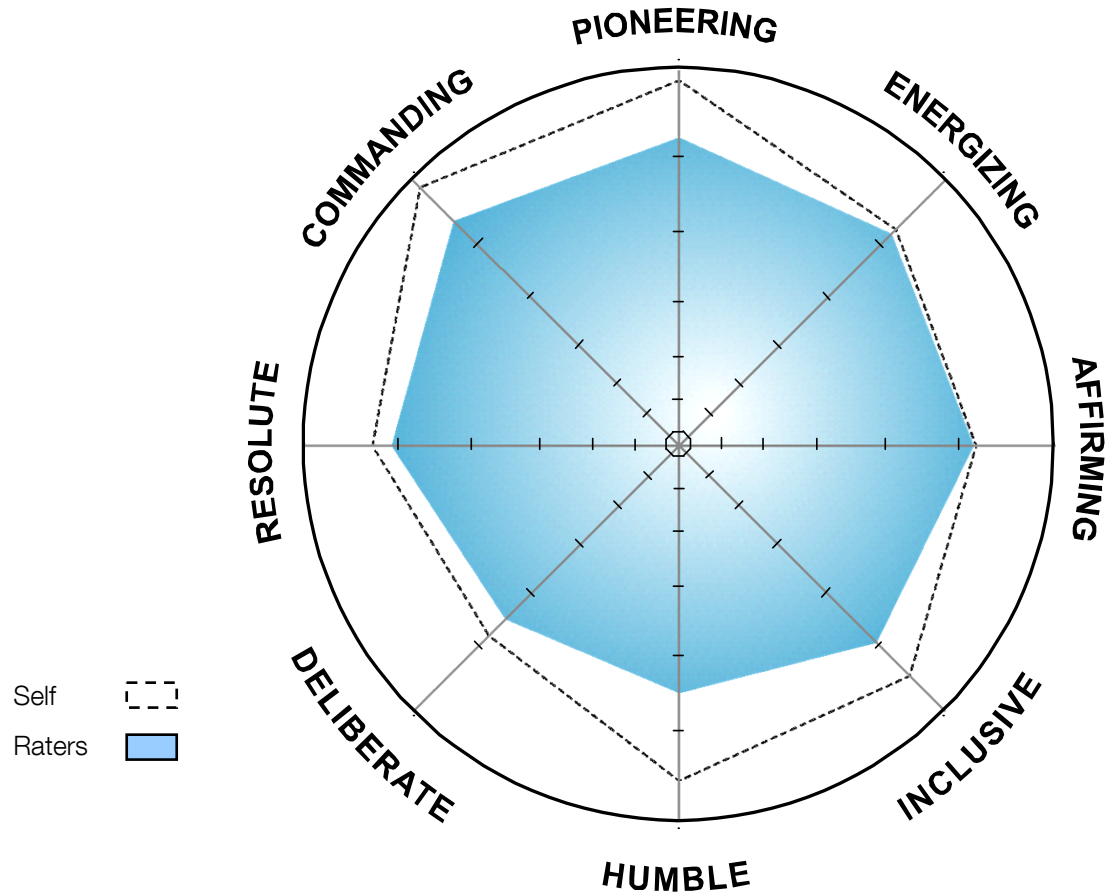 PIONEERING
ENERGIZING
COMMANDING
AFFIRMING
RESOLUTE
INCLUSIVE
DELIBERATE
HUMBLE
Self
Raters